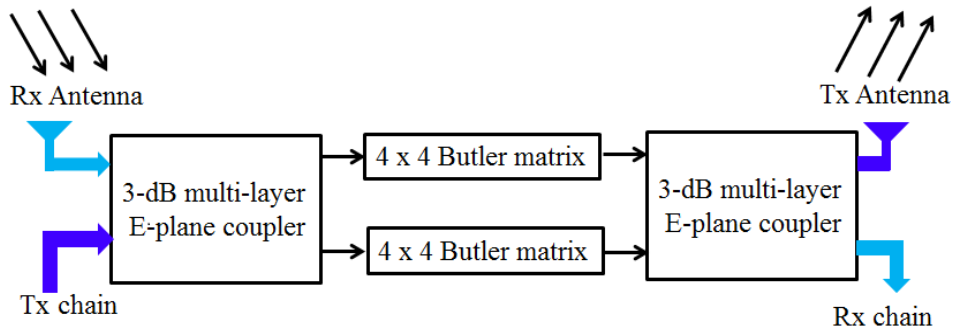 Rx Antenna
Tx Antenna
3-dB multi-layer
E-plane coupler
4 x 4 Butler matrix
4 x 4 Butler matrix
3-dB multi-layer
E-plane coupler
Tx chain
Rx chain